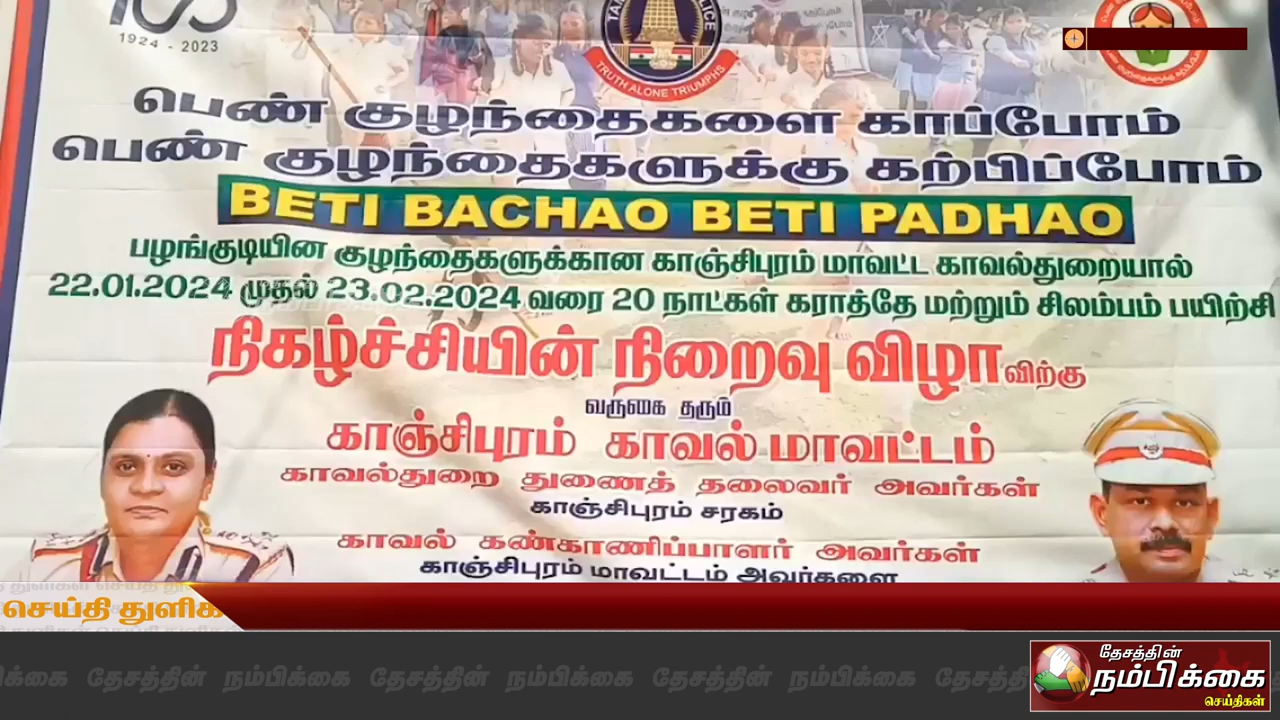 1924 - 2023
TRUTH ALONE TRIUMPHS
பெண் குழந்தைகளை காப்போம்
பெண் குழந்தைகளுக்கு கற்பிப்போம்
BETI BACHAO BETI PADHAO
பழங்குடியின குழந்தைகளுக்கான காஞ்சிபுரம் மாவட்ட காவல்துறையால்
22.01.2024 முதல் 23.02.2024 வரை 20 நாட்கள் கராத்தே மற்றும் சிலம்பம் பயிற்சி
நிகழ்ச்சியின் நிறைவு விழாவிற்கு
வருகை தரும்
காஞ்சிபுரம் காவல் மாவட்டம்
காவல்துறை துணைத் தலைவர் அவர்கள்
காஞ்சிபுரம் சரகம்
காவல் கண்காணிப்பாளர் அவர்கள்
காஞ்சிபுரம் மாவட்டம் அவர்களை
செய்தி துளிக
தேசத்தின் நம்பிக்கை தேசத்தின் நம்பிக்கை தேசத்தின் நம்பிக்கை
தேசத்தின்
நம்பிக்கை
செய்திகள்